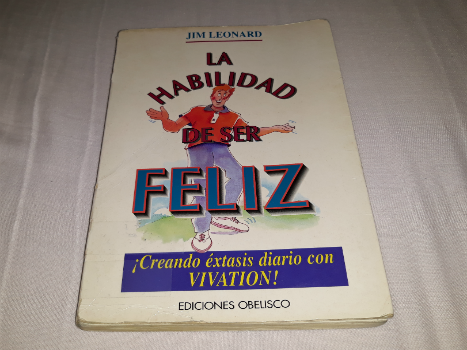 JIM LEONARD
LA
HABILIDAD
DE SER
FELIZ
¡Creando éxtasis diario con
VIVATION!
EDICIONES OBELISCO